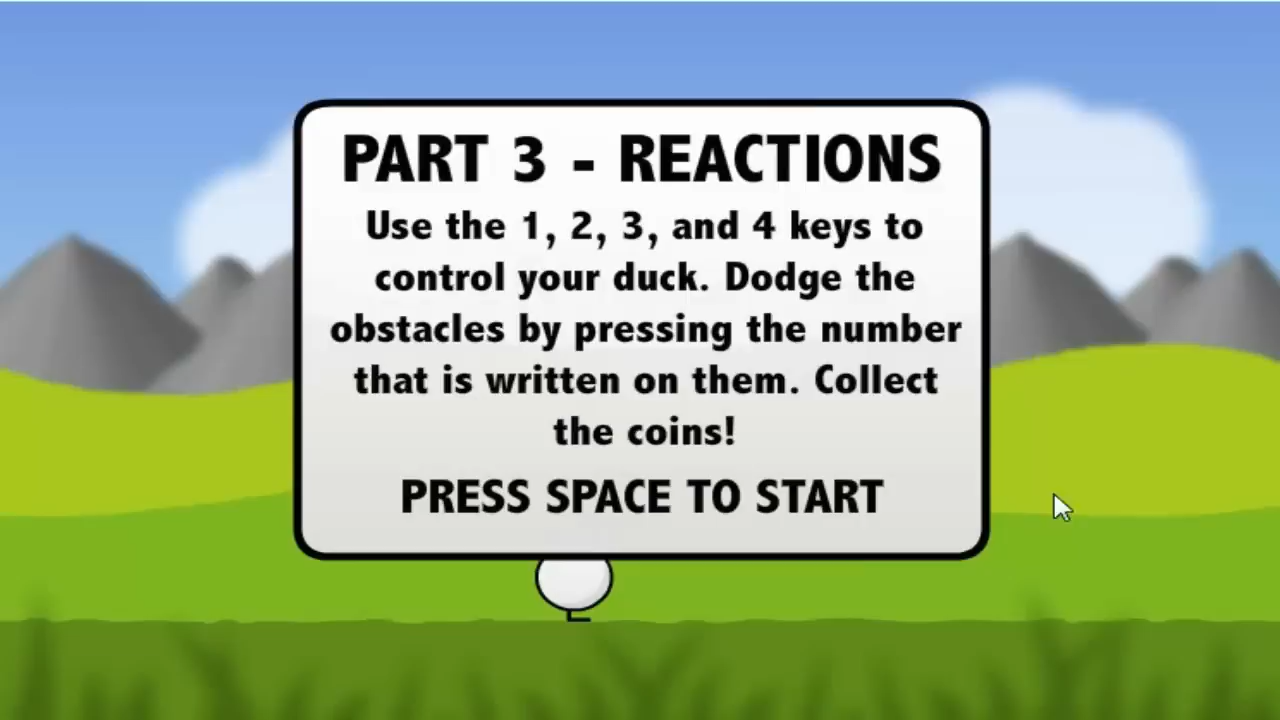 PART 3 - REACTIONS
Use the 1, 2, 3, and 4 keys to
control your duck. Dodge the
obstacles by pressing the number
that is written on them. Collect
the coins!
PRESS SPACE TO START